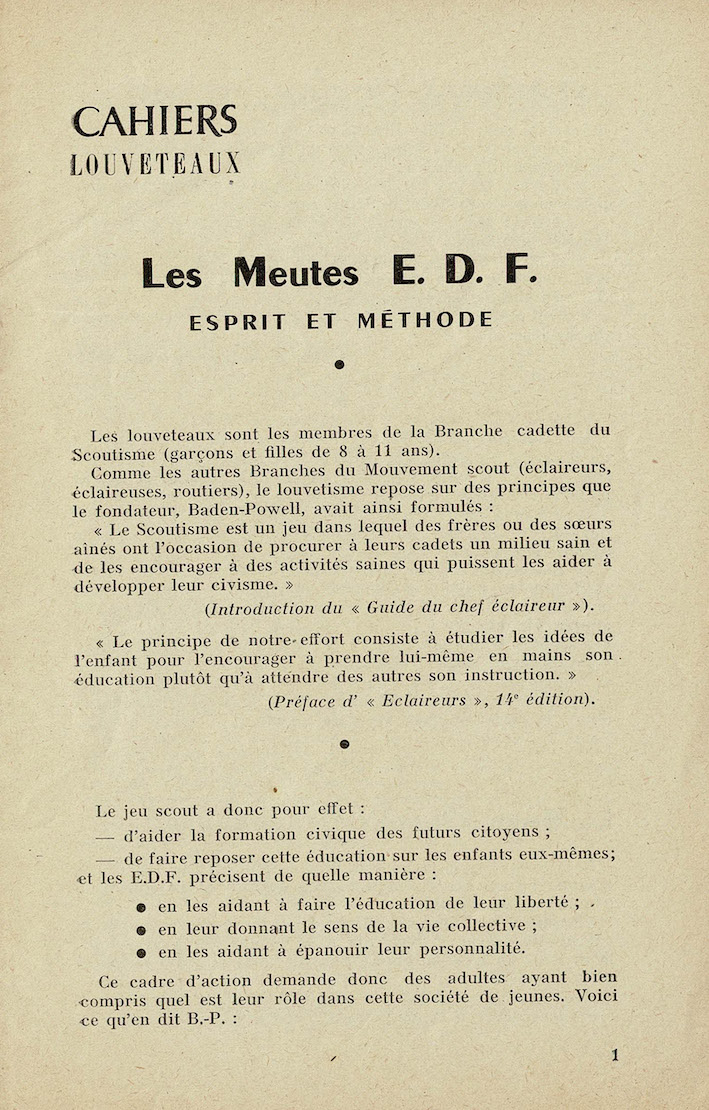 CAHIERS
LOUVETEAUX
Les Meutes E. D. F.
ESPRIT ET MÉTHODE
●
Les louveteaux sont les membres de la Branche cadette du
Scoutisme (garçons et filles de 8 à 11 ans).
Comme les autres Branches du Mouvement scout (éclaireurs,
éclaireuses, routiers), le louvetisme repose sur des principes que
le fondateur, Baden-Powell, avait ainsi formulés :
« Le Scoutisme est un jeu dans lequel des frères ou des sœurs
aînés ont l'occasion de procurer à leurs cadets un milieu sain et
de les encourager à des activités saines qui puissent les aider à
développer leur civisme. »
(Introduction du « Guide du chef éclaireur »).
« Le principe de notre effort consiste à étudier les idées de
l'enfant pour l'encourager à prendre lui-même en mains son
éducation plutôt qu'à attendre des autres son instruction. »
(Préface d' « Eclaireurs », 14e édition).
●
Le jeu scout a donc pour effet :
— d'aider la formation civique des futurs citoyens ;
— de faire reposer cette éducation sur les enfants eux-mêmes;
et les E.D.F. précisent de quelle manière :
● en les aidant à faire l'éducation de leur liberté ;
● en leur donnant le sens de la vie collective ;
● en les aidant à épanouir leur personnalité.
Ce cadre d'action demande donc des adultes ayant bien
compris quel est leur rôle dans cette société de jeunes. Voici
ce qu'en dit B.-P. :
1